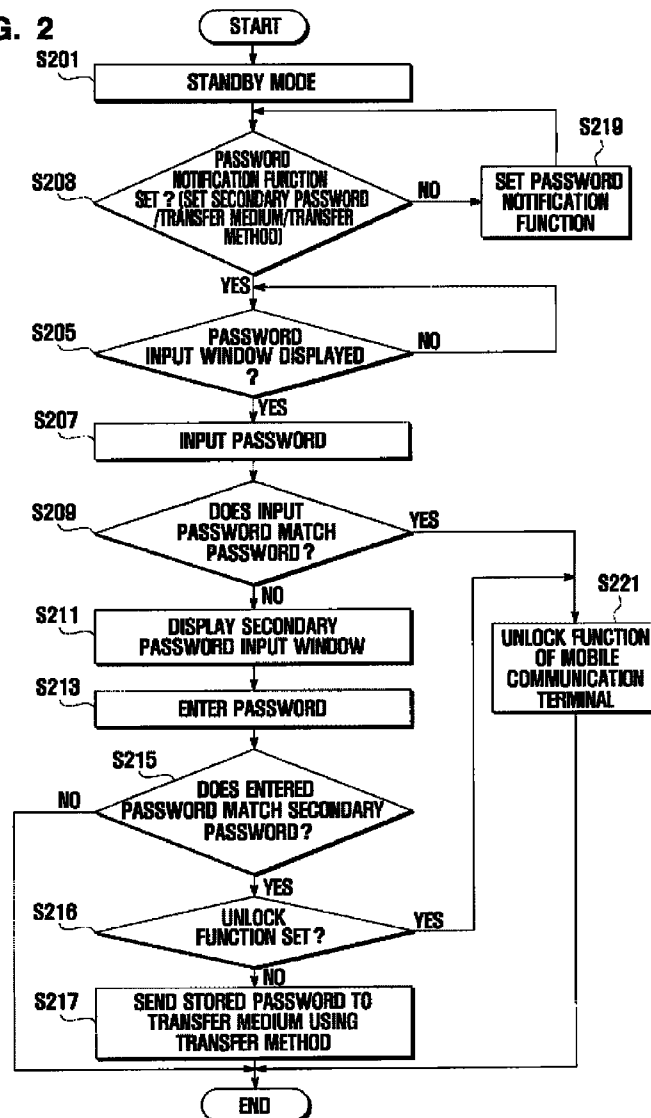 G. 2
START
S201
STANDBY MODE
S203
PASSWORD
NOTIFICATION FUNCTION
SET ? (SET SECONDARY PASSWORD
/TRANSFER MEDIUM/TRANSFER
METHOD)
NO
S219
SET PASSWORD
NOTIFICATION
FUNCTION
YES
S205
PASSWORD
INPUT WINDOW DISPLAYED
?
NO
YES
S207
INPUT PASSWORD
S209
DOES INPUT
PASSWORD MATCH
PASSWORD ?
YES
NO
S221
UNLOCK FUNCTION
OF MOBILE
COMMUNICATION
TERMINAL
S211
DISPLAY SECONDARY
PASSWORD INPUT WINDOW
S213
ENTER PASSWORD
S215
DOES ENTERED
PASSWORD MATCH SECONDARY
PASSWORD ?
NO
YES
S216
UNLOCK
FUNCTION SET ?
YES
NO
S217
SEND STORED PASSWORD TO
TRANSFER MEDIUM USING
TRANSFER METHOD
END